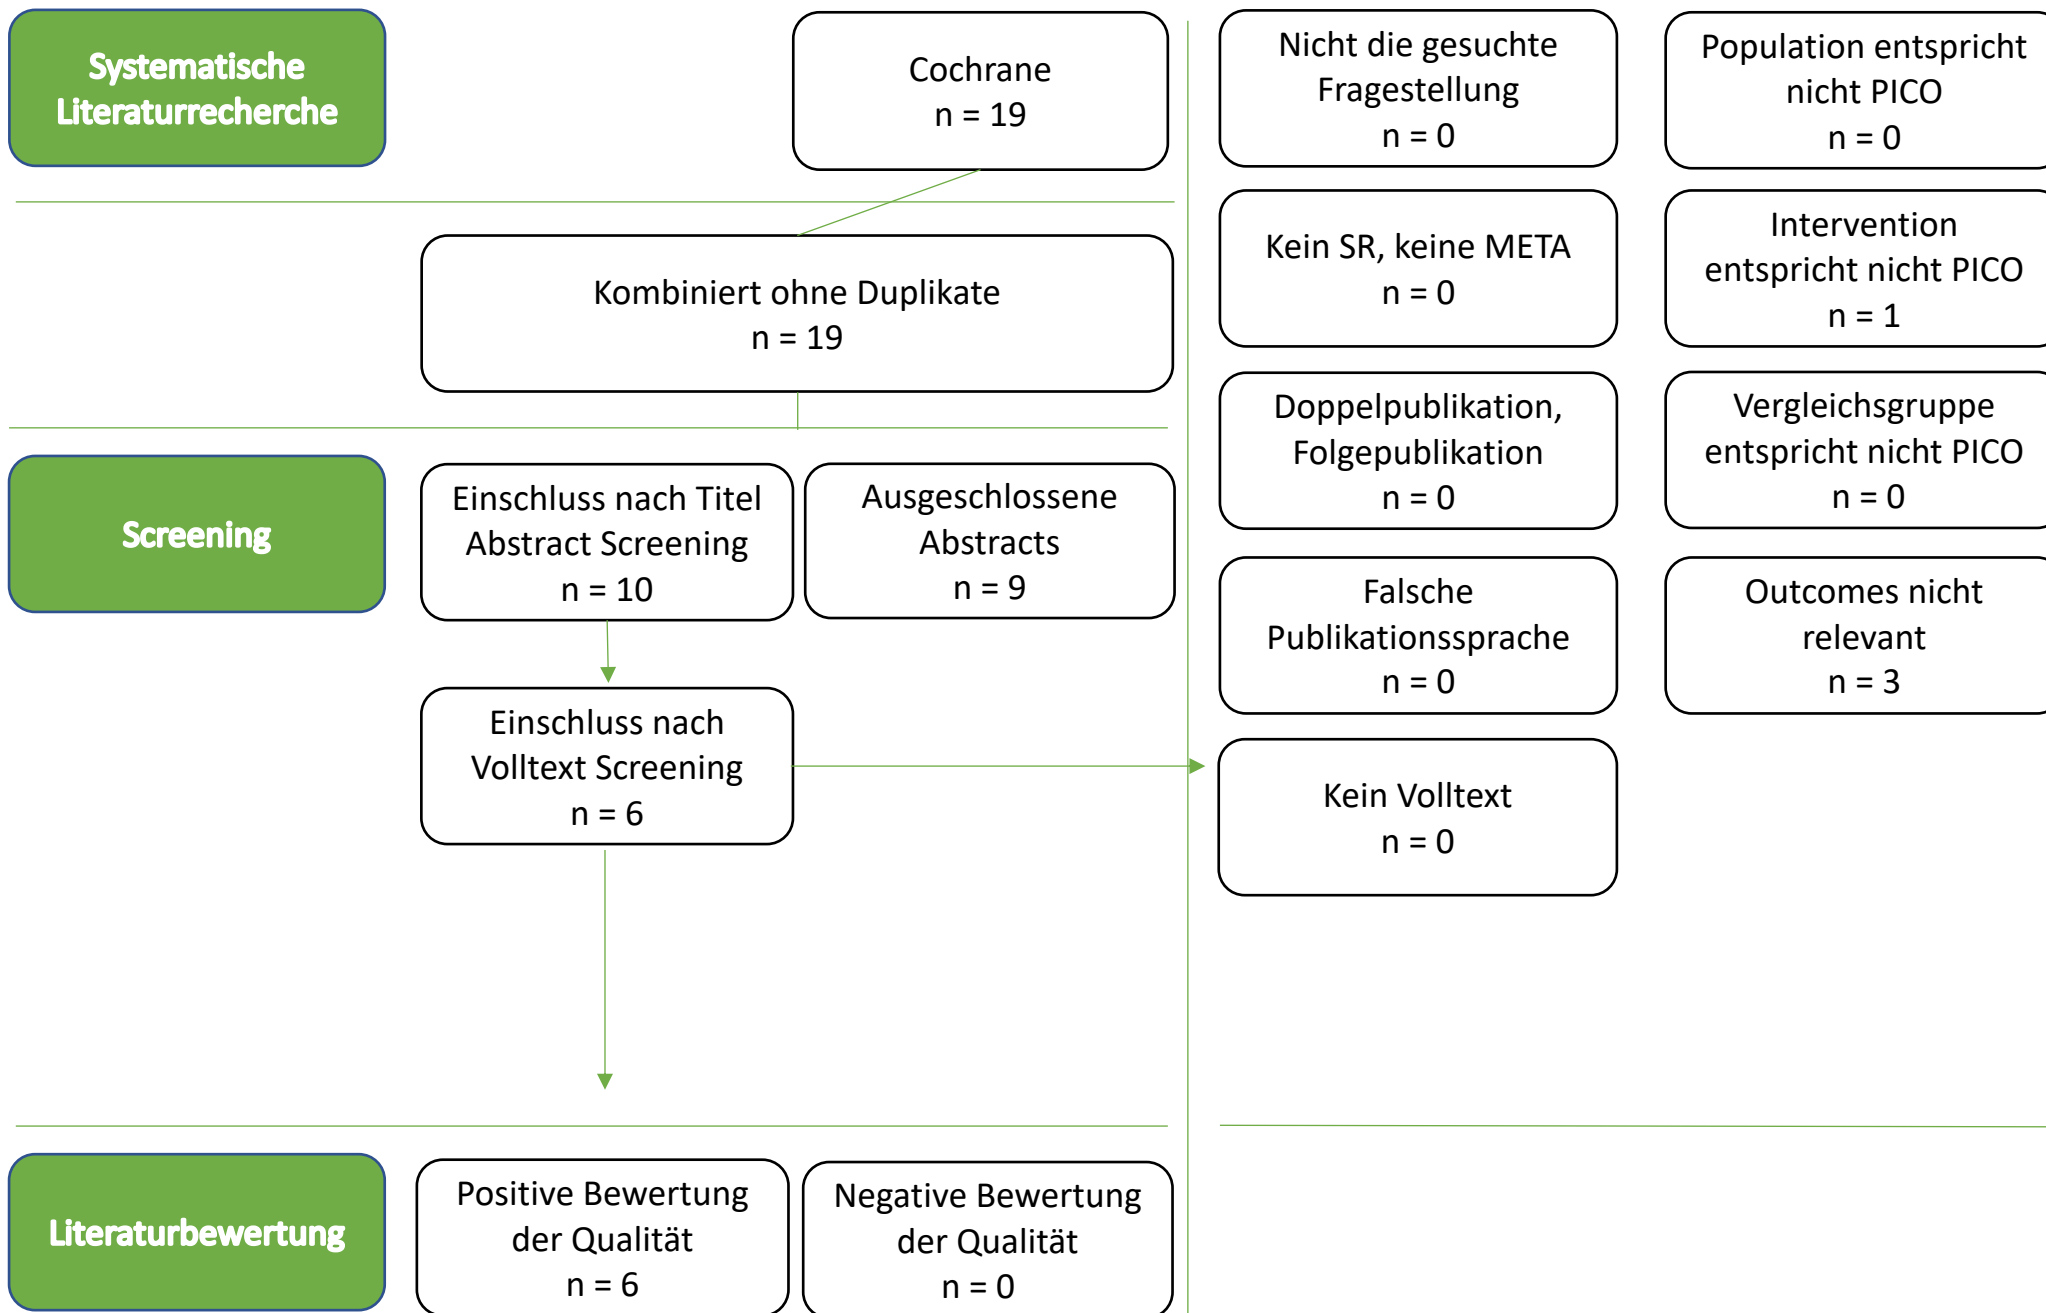 Systematische
Literaturrecherche
Cochrane
n = 19
Kombiniert ohne Duplikate
n = 19
Screening
Einschluss nach Titel
Abstract Screening
n = 10
Ausgeschlossene
Abstracts
n = 9
Einschluss nach
Volltext Screening
n = 6
Literaturbewertung
Positive Bewertung
der Qualität
n = 6
Negative Bewertung
der Qualität
n = 0
Nicht die gesuchte
Fragestellung
n = 0
Population entspricht
nicht PICO
n = 0
Kein SR, keine META
n = 0
Intervention
entspricht nicht PICO
n = 1
Doppelpublikation,
Folgepublikation
n = 0
Vergleichsgruppe
entspricht nicht PICO
n = 0
Falsche
Publikationssprache
n = 0
Outcomes nicht
relevant
n = 3
Kein Volltext
n = 0